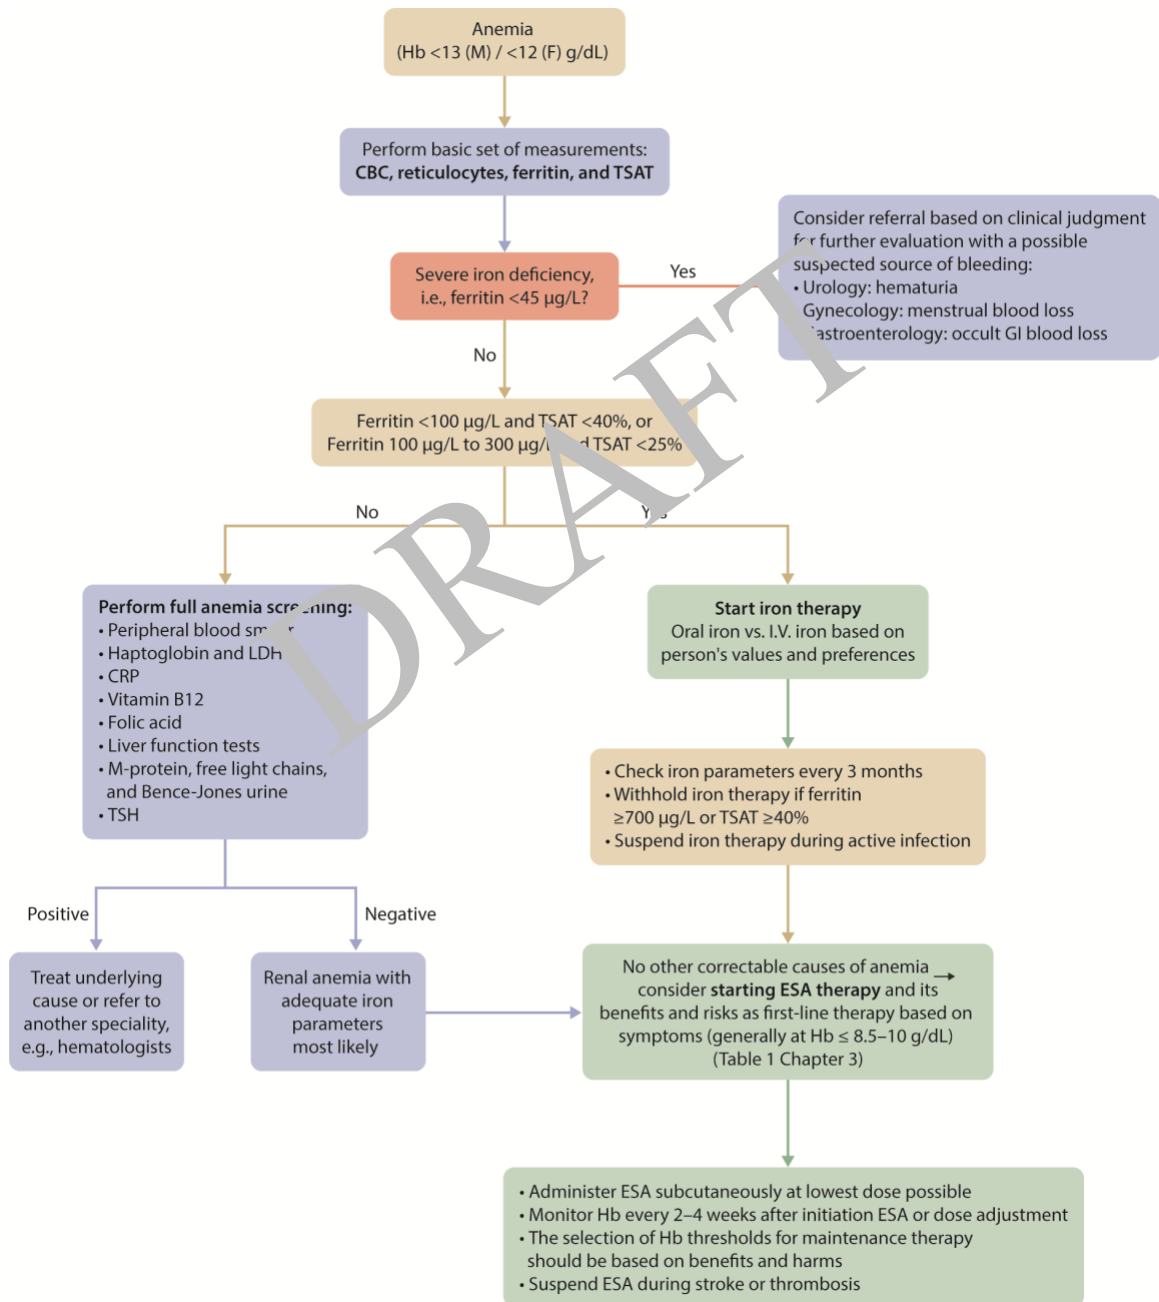 Anemia
(Hb <13 (M) / <12 (F) g/dL)
Perform basic set of measurements:
CBC, reticulocytes, ferritin, and TSAT
Consider referral based on clinical judgment
for further evaluation with a possible
suspected source of bleeding:
• Urology: hematuria
Gynecology: menstrual blood loss
Gastroenterology: occult GI blood loss
Severe iron deficiency,
i.e., ferritin <45 µg/L?
Yes
No
Ferritin <100 µg/L and TSAT <40%, or
Ferritin 100 µg/L to 300 µg/L and TSAT <25%
No
Yes
DRAFT
Perform full anemia screening:
• Peripheral blood smear
• Haptoglobin and LDH
• CRP
• Vitamin B12
• Folic acid
• Liver function tests
• M-protein, free light chains,
and Bence-Jones urine
• TSH
Start iron therapy
Oral iron vs. I.V. iron based on
person's values and preferences
• Check iron parameters every 3 months
• Withhold iron therapy if ferritin
≥700 µg/L or TSAT ≥40%
• Suspend iron therapy during active infection
Positive
Negative
Treat underlying
cause or refer to
another speciality,
e.g., hematologists
Renal anemia with
adequate iron
parameters
most likely
No other correctable causes of anemia →
consider starting ESA therapy and its
benefits and risks as first-line therapy based on
symptoms (generally at Hb ≤ 8.5–10 g/dL)
(Table 1 Chapter 3)
• Administer ESA subcutaneously at lowest dose possible
• Monitor Hb every 2–4 weeks after initiation ESA or dose adjustment
• The selection of Hb thresholds for maintenance therapy
should be based on benefits and harms
• Suspend ESA during stroke or thrombosis